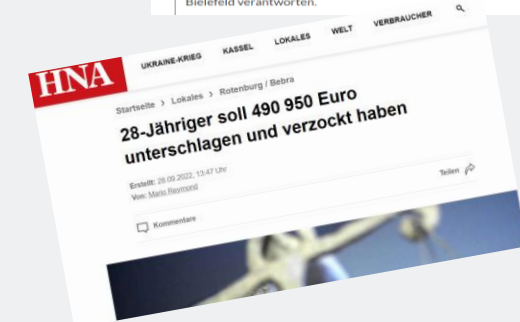 Bielefeld verantworten.
HNA
UKRAINE-KRIEG KASSEL LOKALES WELT VERBRAUCHER
Startseite > Lokales > Rotenburg / Bebra
28-Jähriger soll 490 950 Euro
unterschlagen und verzockt haben
Erstellt: 28.09.2022, 13:47 Uhr
Von: Mario Reymond
Teilen
Kommentare